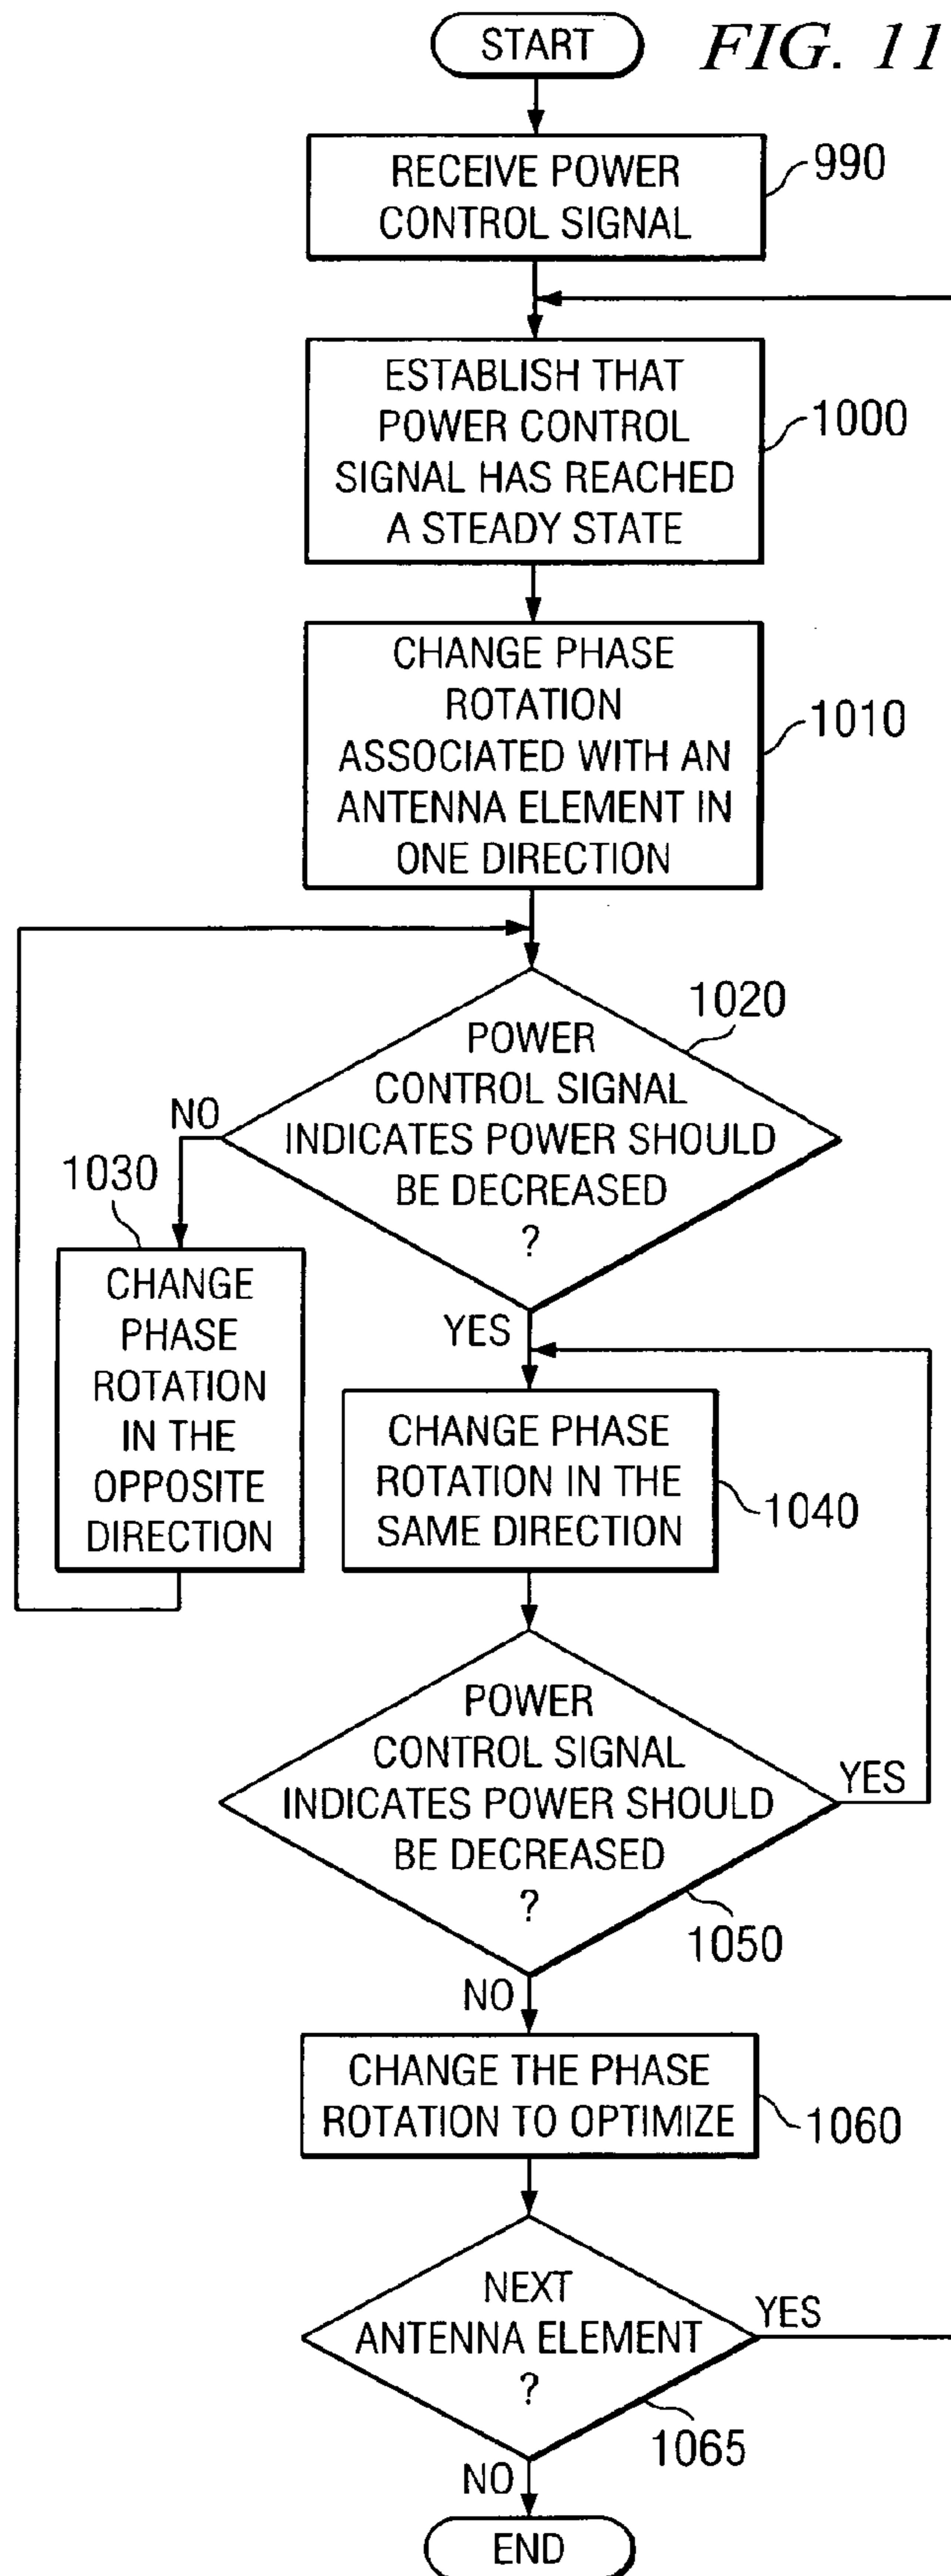 START
FIG. 11
RECEIVE POWER
CONTROL SIGNAL
990
ESTABLISH THAT
POWER CONTROL
SIGNAL HAS REACHED
A STEADY STATE
1000
CHANGE PHASE
ROTATION
ASSOCIATED WITH AN
ANTENNA ELEMENT IN
ONE DIRECTION
1010
POWER
CONTROL SIGNAL
INDICATES POWER SHOULD
BE DECREASED
?
1020
NO
1030
CHANGE
PHASE
ROTATION
IN THE
OPPOSITE
DIRECTION
YES
CHANGE PHASE
ROTATION IN THE
SAME DIRECTION
1040
POWER
CONTROL SIGNAL
INDICATES POWER SHOULD
BE DECREASED
?
YES
1050
NO
CHANGE THE PHASE
ROTATION TO OPTIMIZE
1060
NEXT
ANTENNA ELEMENT
?
YES
1065
NO
END